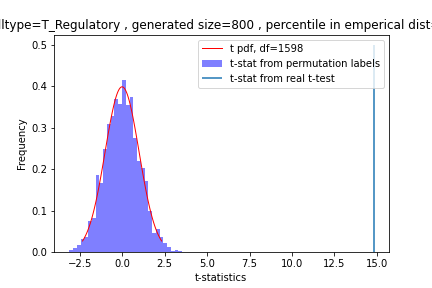 lltype=T_Regulatory , generated size=800 , percentile in emperical dist=
t pdf, df=1598
t-stat from permutation labels
t-stat from real t-test
Frequency
0.5
0.4
0.3
0.2
0.1
0.0
−2.5 0.0 2.5 5.0 7.5 10.0 12.5 15.0
t-statistics